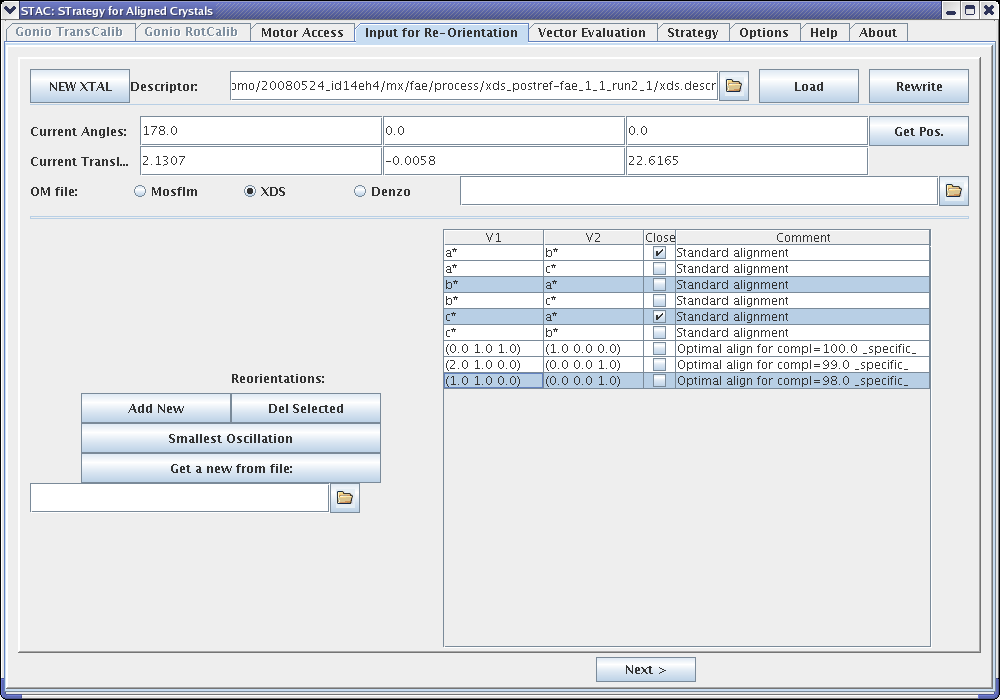 STAC: STrategy for Aligned Crystals
Gonio TransCalib Gonio RotCalib Motor Access Input for Re-Orientation Vector Evaluation Strategy Options Help About
NEW XTAL Descriptor: omo/20080524_id14eh4/mx/fae/process/xds_postref-fae_1_1_run2_1/xds.descr Load Rewrite
Current Angles: 178.0 0.0 0.0 Get Pos.
Current Transl... 2.1307 -0.0058 22.6165
OM file: Mosflm XDS Denzo
V1 V2 Close Comment
a* b* Standard alignment
a* c* Standard alignment
b* a* Standard alignment
b* c* Standard alignment
c* a* Standard alignment
c* b* Standard alignment
(0.0 1.0 1.0) (1.0 0.0 0.0) Optimal align for compl=100.0 _specific_
(2.0 1.0 0.0) (0.0 0.0 1.0) Optimal align for compl=99.0 _specific_
(1.0 1.0 0.0) (0.0 0.0 1.0) Optimal align for compl=98.0 _specific_
Reorientations:
Add New Del Selected
Smallest Oscillation
Get a new from file:
Next >